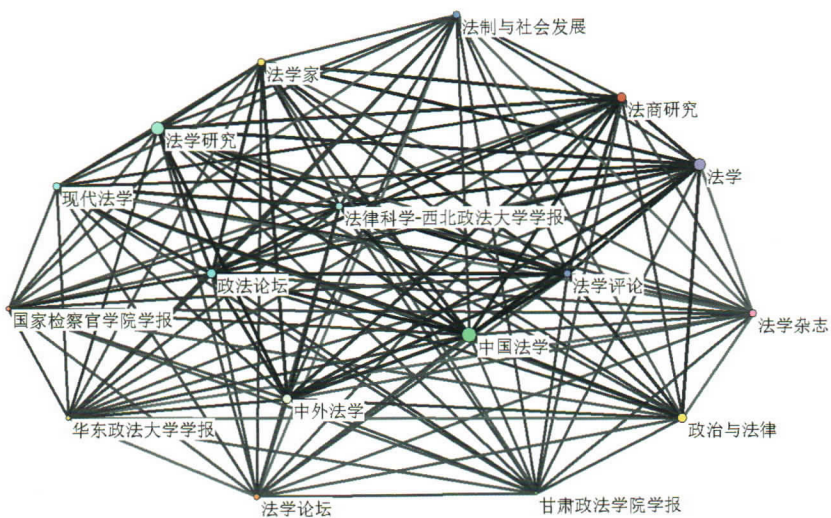 法制与社会发展
法学家
法商研究
法学研究
法学
现代法学
法律科学-西北政法大学学报
政法论坛
法学评论
国家检察官学院学报
法学杂志
中国法学
中外法学
华东政法大学学报
政治与法律
法学论坛
甘肃政法学院学报